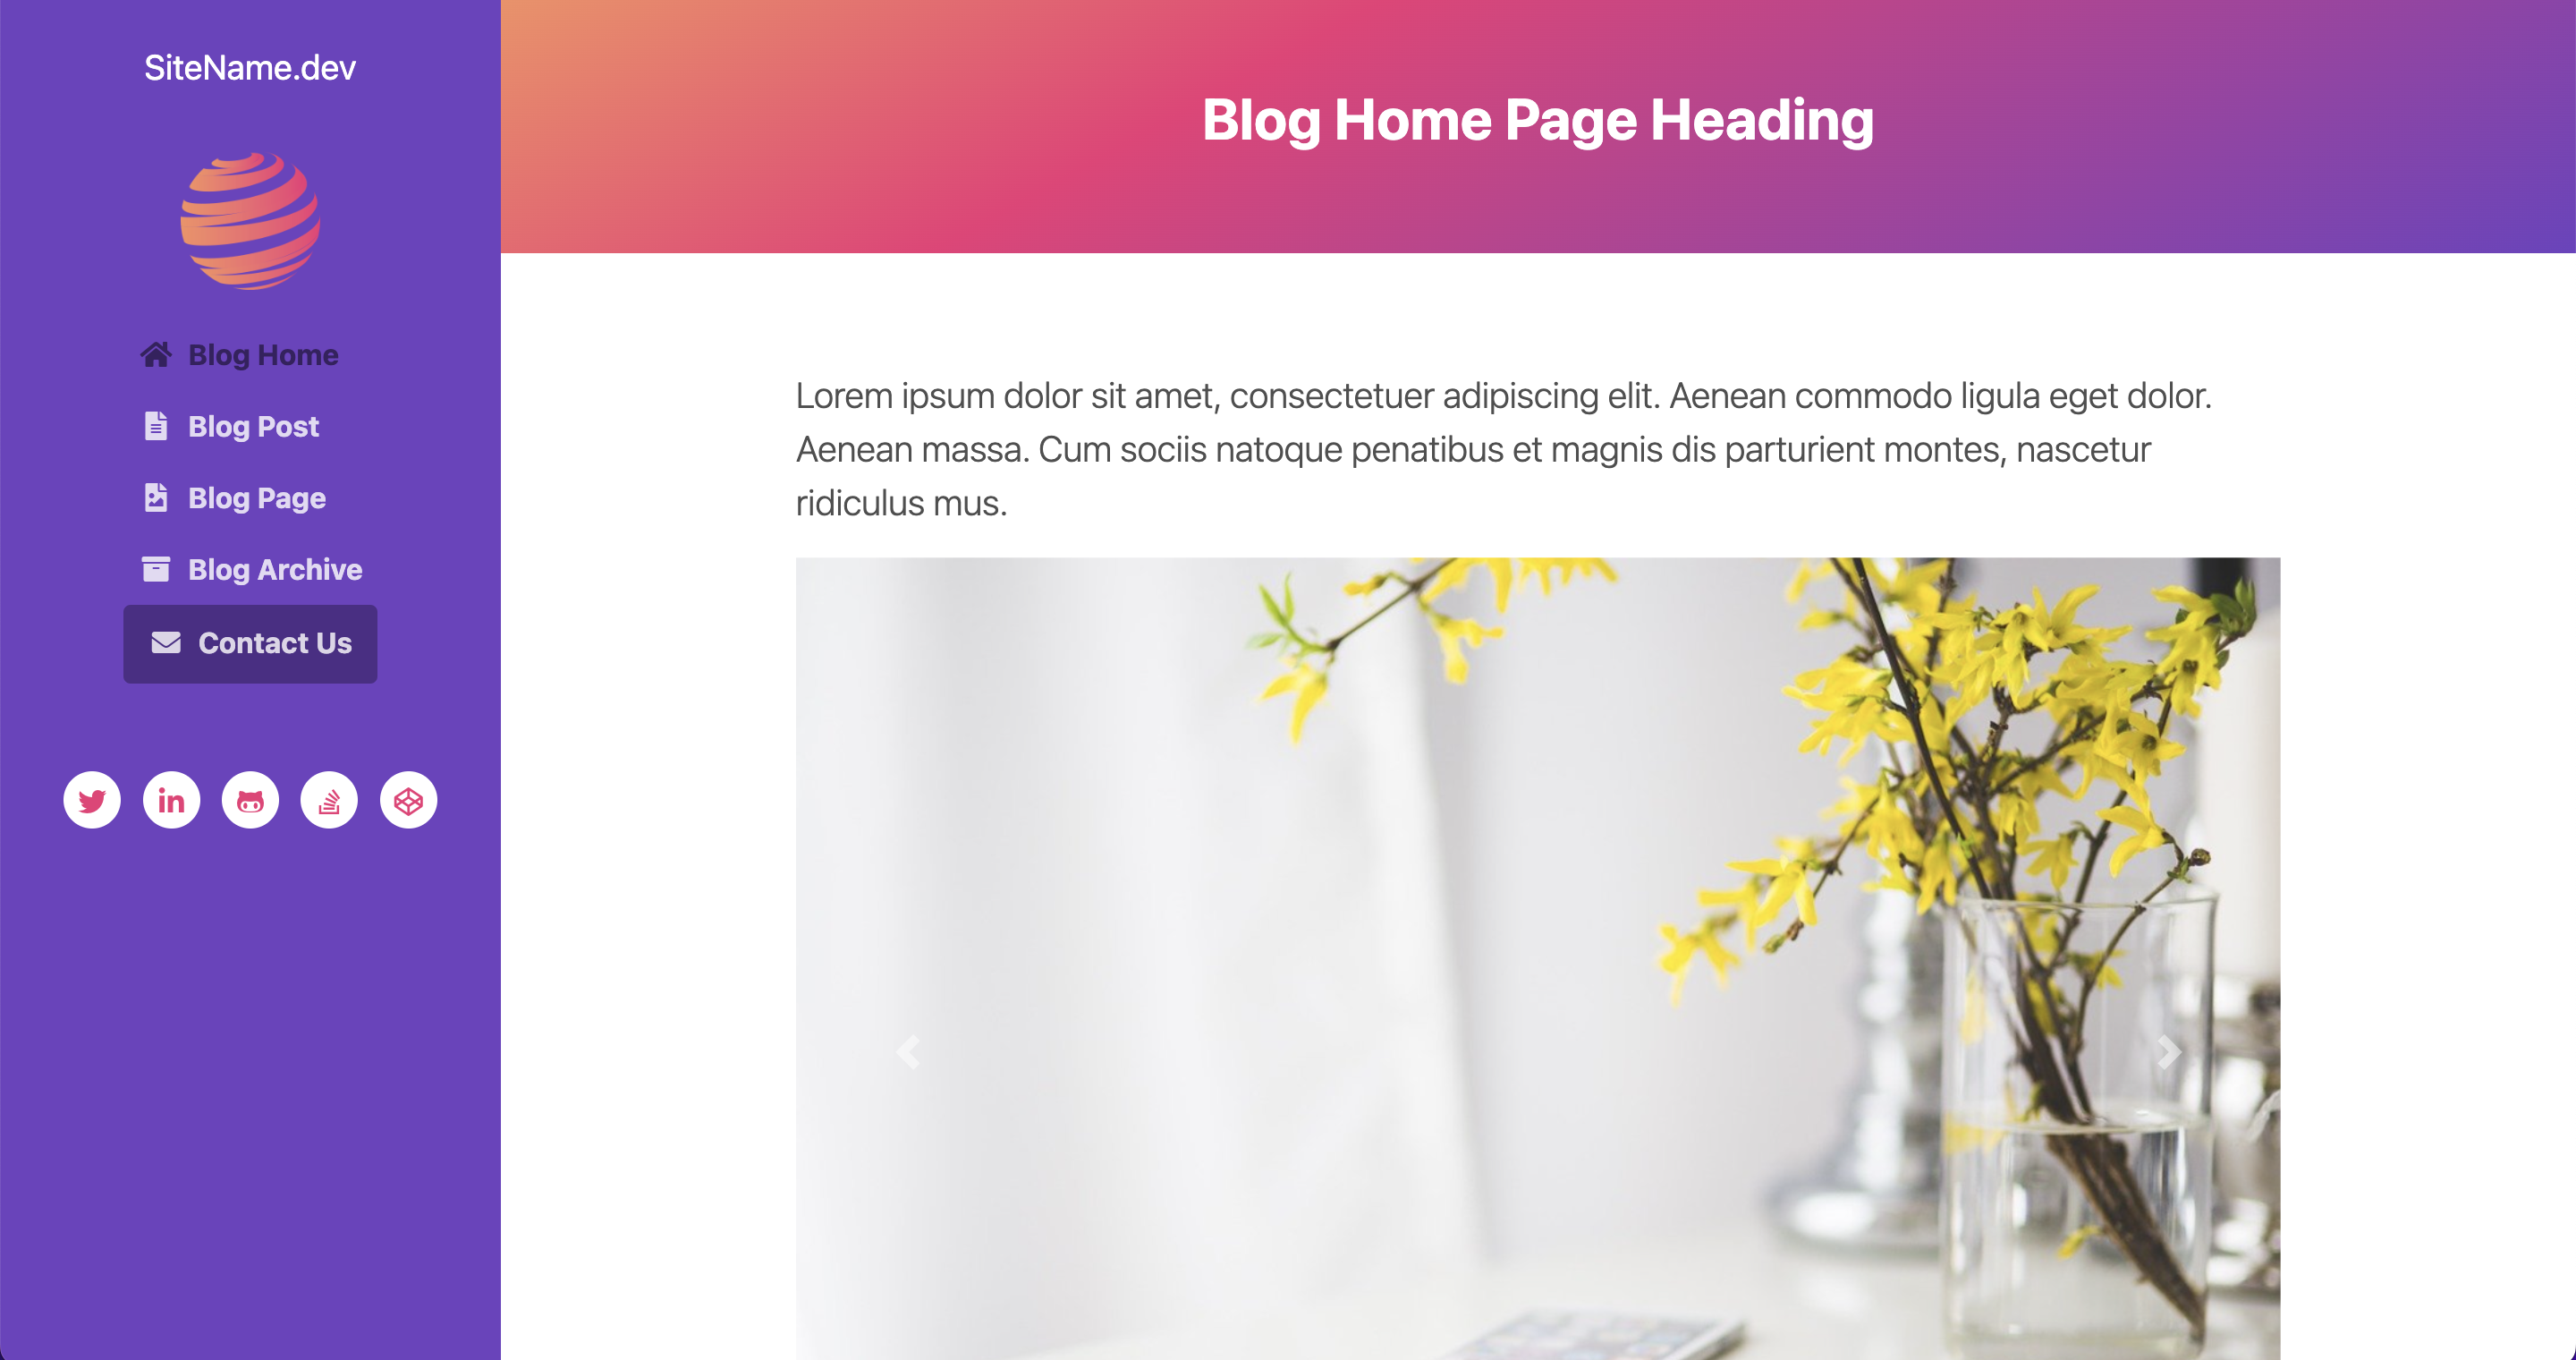 SiteName.dev
Blog Home
Blog Post
Blog Page
Blog Archive
Contact Us
in
Blog Home Page Heading
Lorem ipsum dolor sit amet, consectetuer adipiscing elit. Aenean commodo ligula eget dolor.
Aenean massa. Cum sociis natoque penatibus et magnis dis parturient montes, nascetur
ridiculus mus.